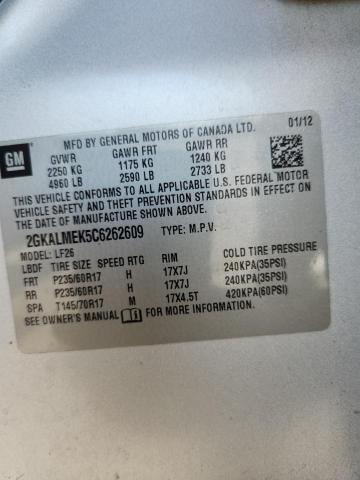 GM
MFD BY GENERAL MOTORS OF CANADA LTD. 01/12
GVWR GAWR FRT GAWR RR
2250 KG 1175 KG 1240 KG
4960 LB 2590 LB 2733 LB
THIS VEHICLE CONFORMS TO ALL APPLICABLE U.S. FEDERAL MOTOR
VEHICLE SAFETY AND THEFT PREVENTION STANDARDS IN EFFECT
ON THE DATE OF MANUFACTURE SHOWN ABOVE.
2GKALMEK5C6262609 TYPE: M.P.V.
MODEL: LF26
LBDF TIRE SIZE SPEED RTG RIM COLD TIRE PRESSURE
FRT P235/60R17 H 17X7J 240KPA(35PSI)
RR P235/60R17 H 17X7J 240KPA(35PSI)
SPA T145/70R17 M 17X4.5T 420KPA(60PSI)
SEE OWNER'S MANUAL FOR MORE INFORMATION.